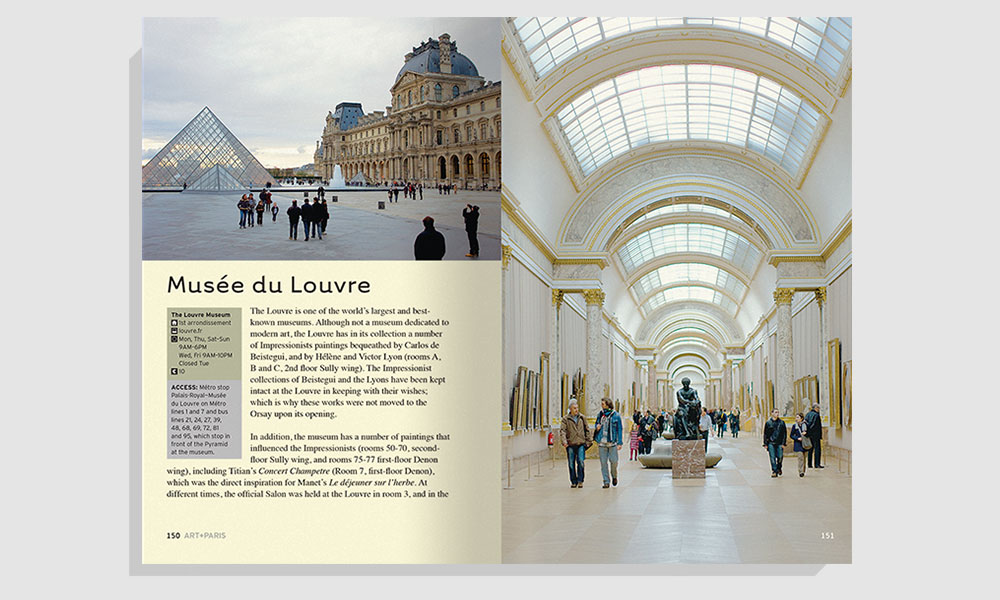 Musée du Louvre
The Louvre Museum
1st arrondissement
louvre.fr
Mon, Thu, Sat-Sun
9AM-6PM
Wed, Fri 9AM-10PM
Closed Tue
10
ACCESS: Métro stop
Palais-Royal-Musée
du Louvre on Métro
lines 1 and 7 and bus
lines 21, 24, 27, 39,
48, 68, 69, 72, 81
and 95, which stop in
front of the Pyramid
at the museum.
The Louvre is one of the world's largest and best-
known museums. Although not a museum dedicated to
modern art, the Louvre has in its collection a number
of Impressionists paintings bequeathed by Carlos de
Beistegui, and by Hélène and Victor Lyon (rooms A,
B and C, 2nd floor Sully wing). The Impressionist
collections of Beistegui and the Lyons have been kept
intact at the Louvre in keeping with their wishes;
which is why these works were not moved to the
Orsay upon its opening.
In addition, the museum has a number of paintings that
influenced the Impressionists (rooms 50-70, second-
floor Sully wing, and rooms 75-77 first-floor Denon
wing), including Titian's Concert Champetre (Room 7, first-floor Denon),
which was the direct inspiration for Manet's Le déjeuner sur l'herbe. At
different times, the official Salon was held at the Louvre in room 3, and in the
150 ART+PARIS
151